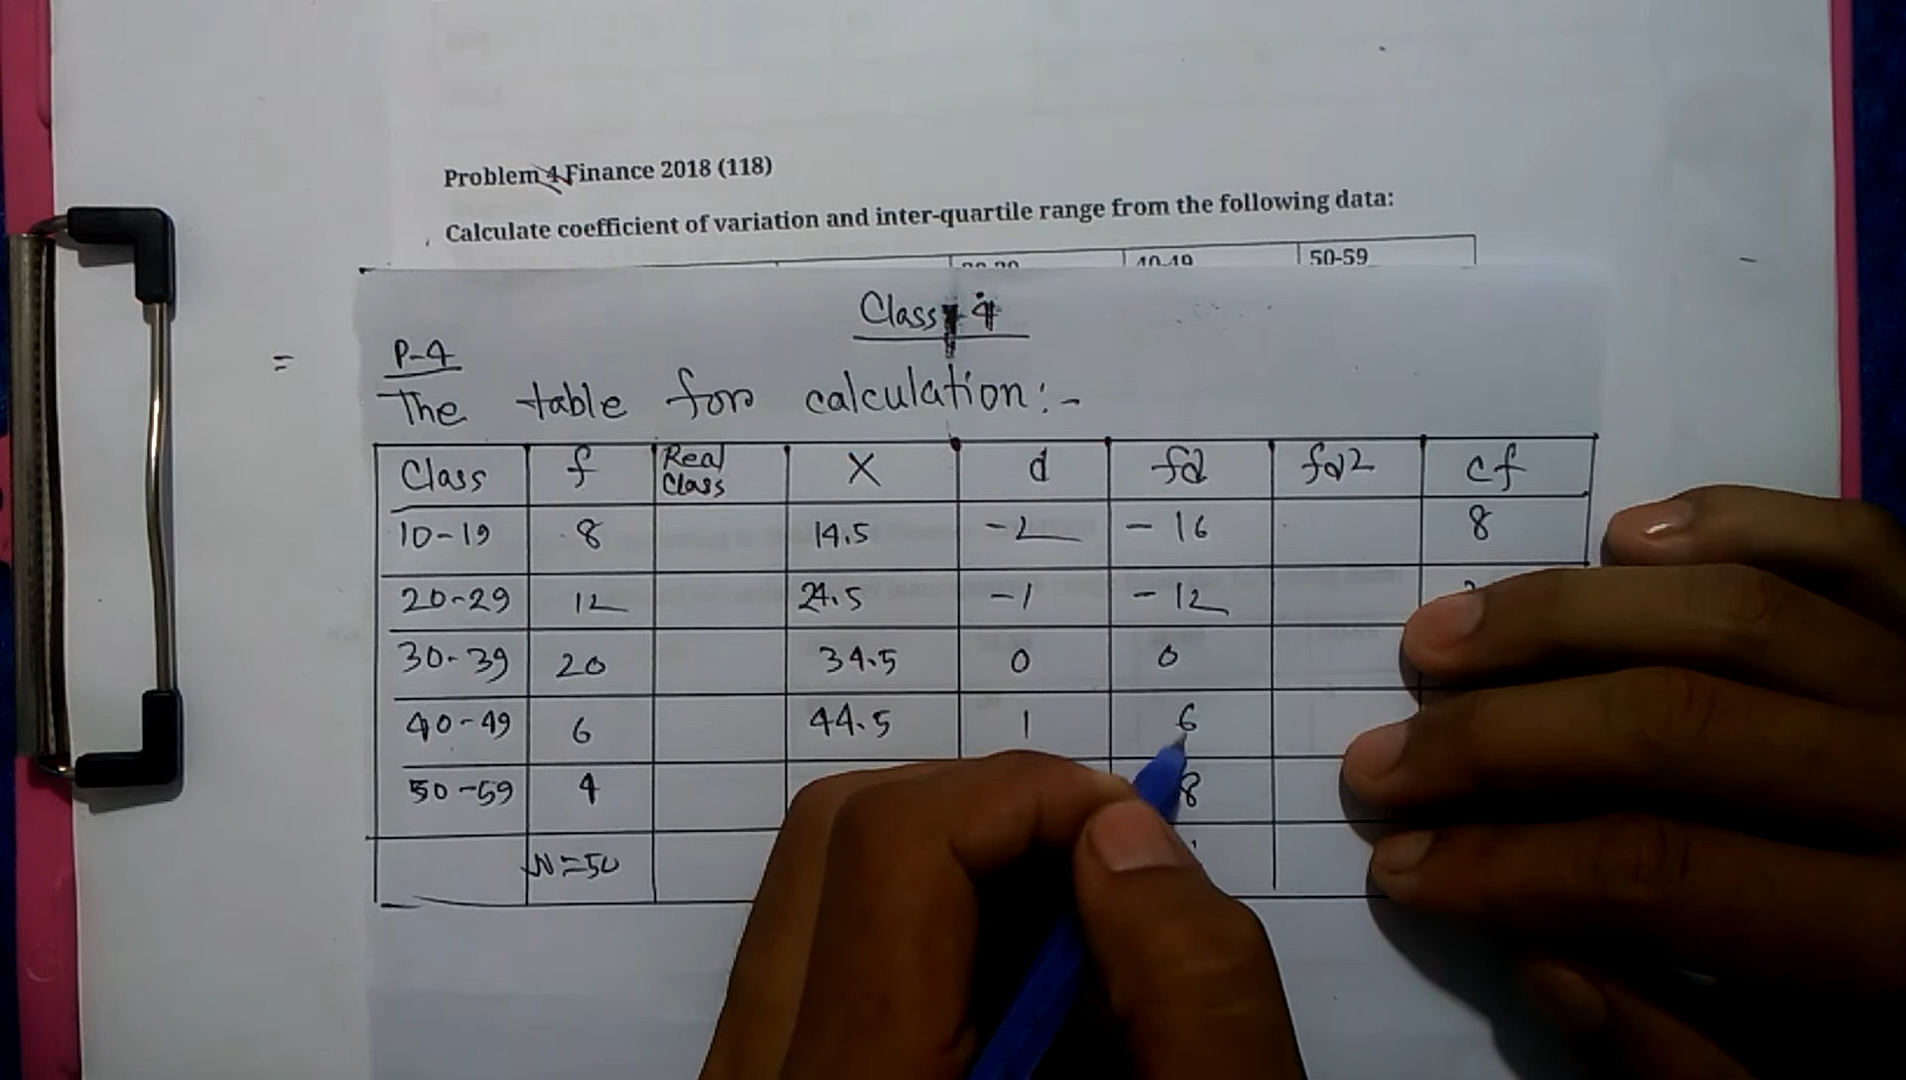 Problem 4 Finance 2018 (118)
Calculate coefficient of variation and inter-quartile range from the following data:
40-49 50-59
Class 4
=
P-4
The table for calculation:-
Class f Real Class X d fd fd2 cf
10-19 8 14.5 -2 -16 8
20-29 12 24.5 -1 -12
30-39 20 34.5 0 0
40-49 6 44.5 1 6
50-59 4 8
N=50